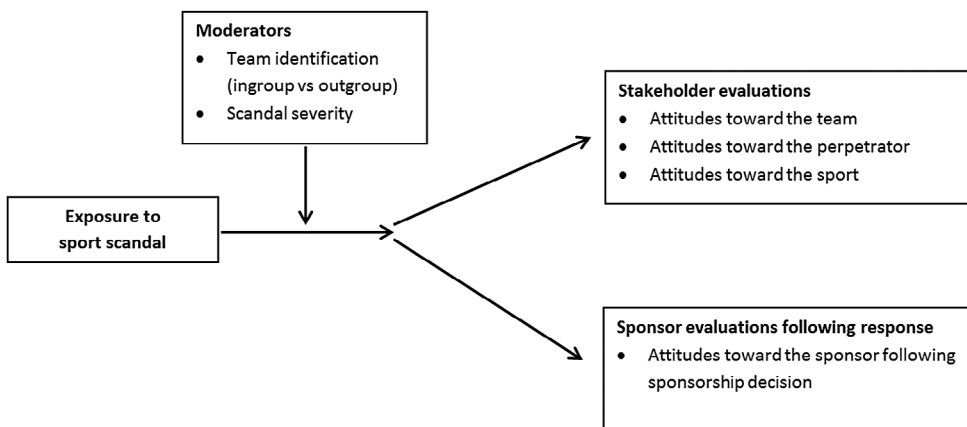 Moderators
● Team identification
(ingroup vs outgroup)
● Scandal severity
Stakeholder evaluations
● Attitudes toward the team
● Attitudes toward the perpetrator
● Attitudes toward the sport
Exposure to
sport scandal
Sponsor evaluations following response
● Attitudes toward the sponsor following
sponsorship decision